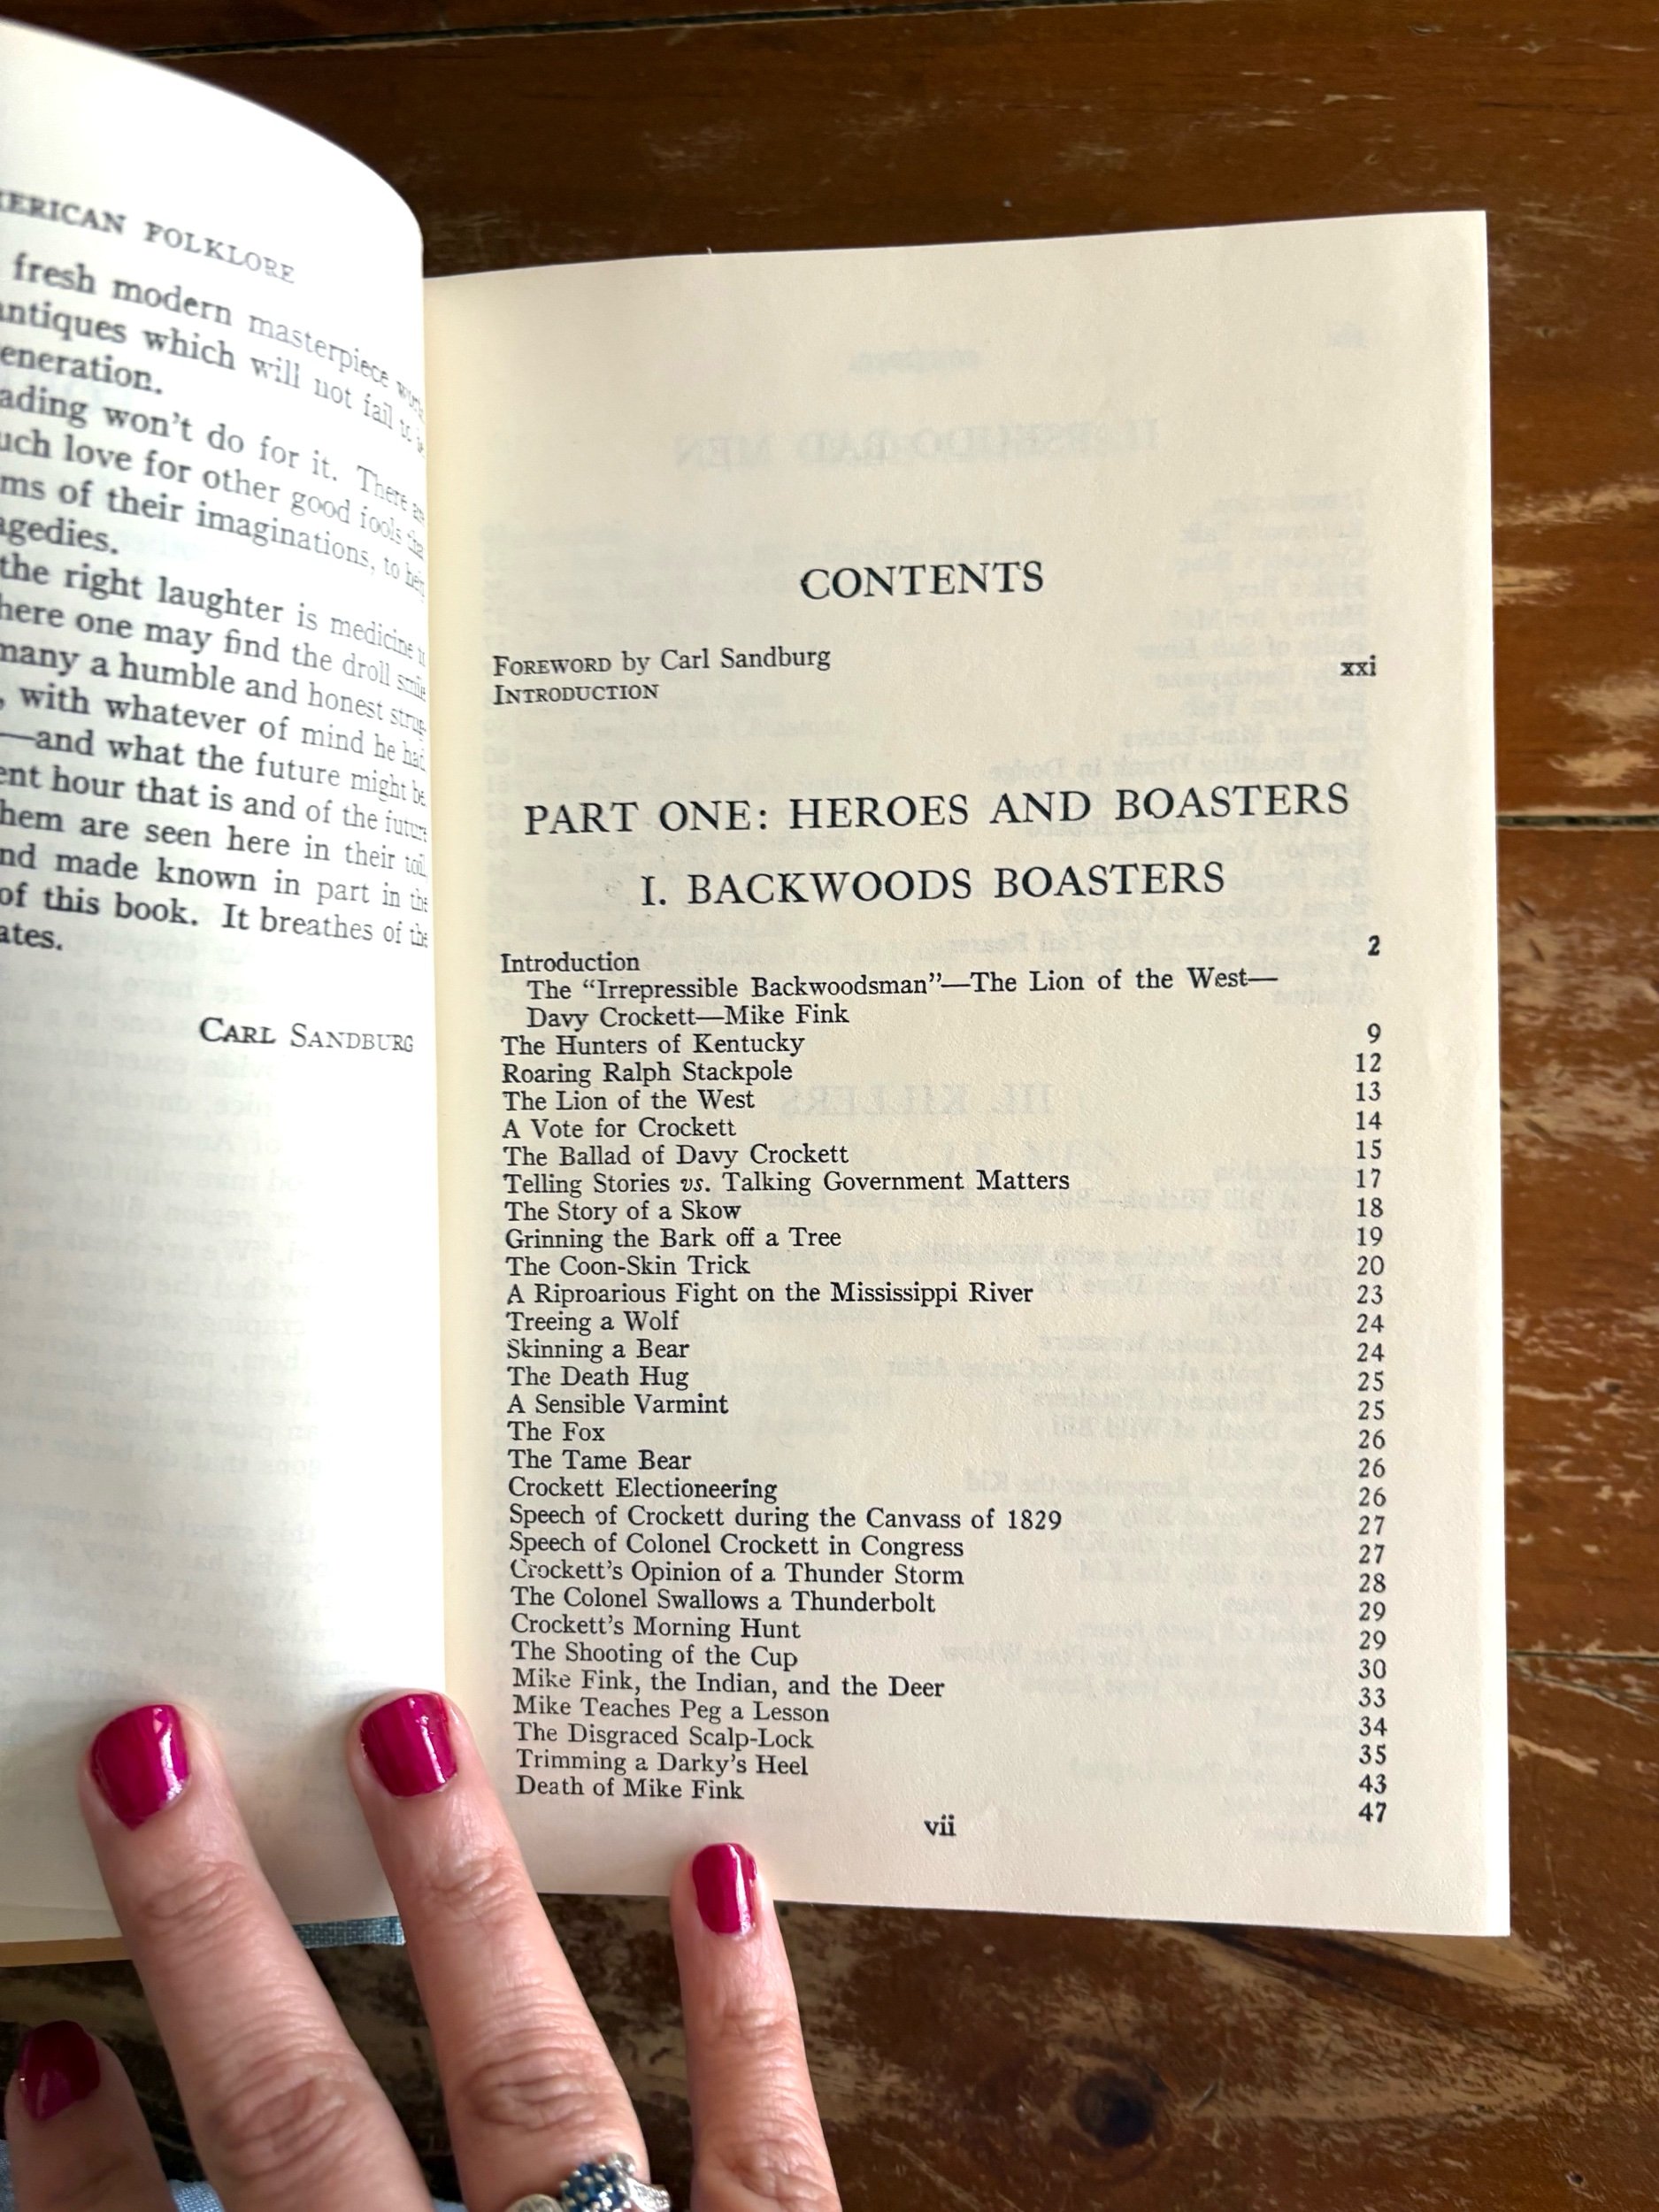 MERICAN FOLKLORE
fresh modern masterpiece
antiques which will not fail
eneration.
ading won't do for it. There
uch love for other good fools
ms of their imaginations, to
agedies.
the right laughter is medicine
here one may find the droll smile
many a humble and honest
, with whatever of mind he had
—and what the future might be
ent hour that is and of the future
hem are seen here in their toil,
nd made known in part in the
of this book. It breathes of the
ates.
CARL SANDBURG
CONTENTS
FOREWORD by Carl Sandburg
INTRODUCTION xxi
PART ONE: HEROES AND BOASTERS
I. BACKWOODS BOASTERS
Introduction 2
The "Irrepressible Backwoodsman"—The Lion of the West—
Davy Crockett—Mike Fink
The Hunters of Kentucky 9
Roaring Ralph Stackpole 12
The Lion of the West 13
A Vote for Crockett 14
The Ballad of Davy Crockett 15
Telling Stories vs. Talking Government Matters 17
The Story of a Skow 18
Grinning the Bark off a Tree 19
The Coon-Skin Trick 20
A Riproarious Fight on the Mississippi River 23
Treeing a Wolf 24
Skinning a Bear 24
The Death Hug 25
A Sensible Varmint 25
The Fox 26
The Tame Bear 26
Crockett Electioneering 26
Speech of Crockett during the Canvass of 1829 27
Speech of Colonel Crockett in Congress 27
Crockett's Opinion of a Thunder Storm 28
The Colonel Swallows a Thunderbolt 29
Crockett's Morning Hunt 29
The Shooting of the Cup 30
Mike Fink, the Indian, and the Deer 33
Mike Teaches Peg a Lesson 34
The Disgraced Scalp-Lock 35
Trimming a Darky's Heel 43
Death of Mike Fink 47
vii